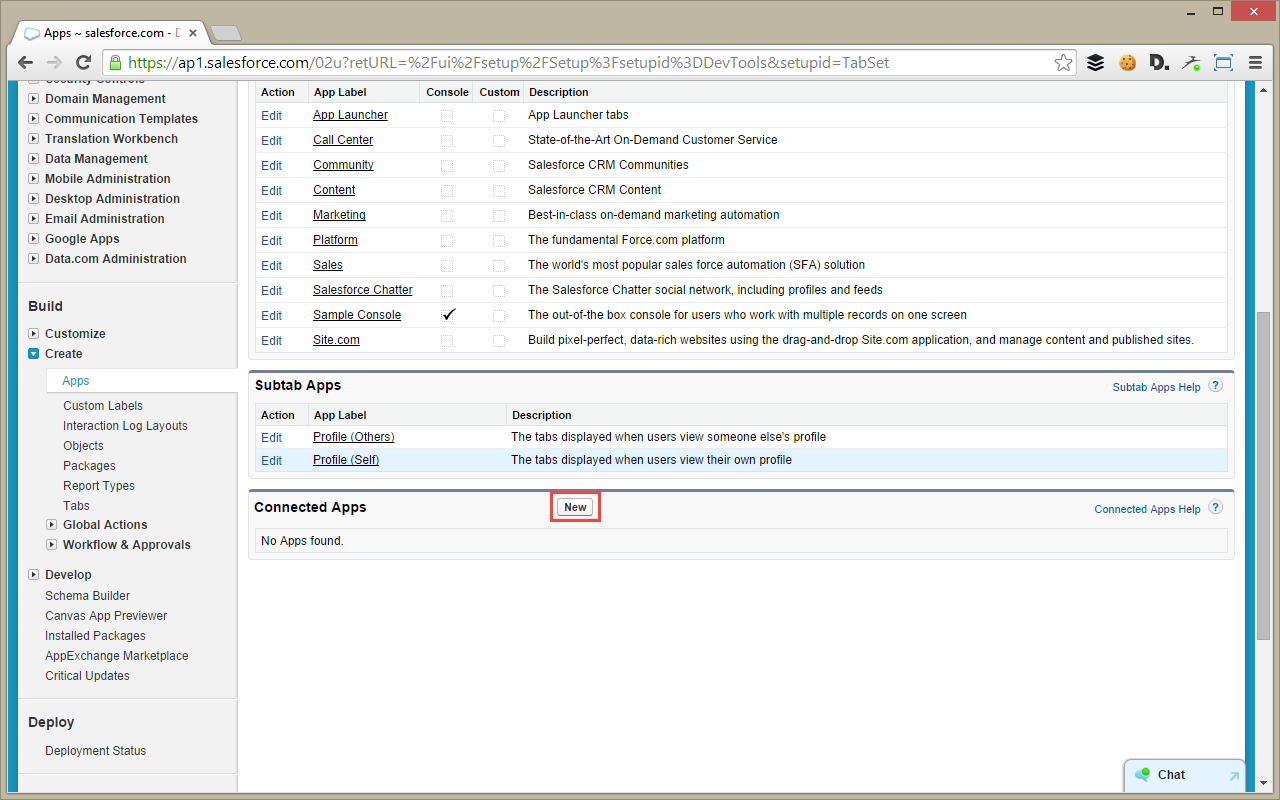 Apps ~ salesforce.com - D
https://ap1.salesforce.com/02u?retURL=%2Fui%2Fsetup%2FSetup%3Fsetupid%3DDevTools&setupid=TabSet
Security Controls
Domain Management
Communication Templates
Translation Workbench
Data Management
Mobile Administration
Desktop Administration
Email Administration
Google Apps
Data.com Administration
Build
Customize
Create
Apps
Custom Labels
Interaction Log Layouts
Objects
Packages
Report Types
Tabs
Global Actions
Workflow & Approvals
Develop
Schema Builder
Canvas App Previewer
Installed Packages
AppExchange Marketplace
Critical Updates
Deploy
Deployment Status
Action App Label Console Custom Description
Edit App Launcher App Launcher tabs
Edit Call Center State-of-the-Art On-Demand Customer Service
Edit Community Salesforce CRM Communities
Edit Content Salesforce CRM Content
Edit Marketing Best-in-class on-demand marketing automation
Edit Platform The fundamental Force.com platform
Edit Sales The world's most popular sales force automation (SFA) solution
Edit Salesforce Chatter The Salesforce Chatter social network, including profiles and feeds
Edit Sample Console The out-of-the box console for users who work with multiple records on one screen
Edit Site.com Build pixel-perfect, data-rich websites using the drag-and-drop Site.com application, and manage content and published sites.
Subtab Apps Subtab Apps Help ?
Action App Label Description
Edit Profile (Others) The tabs displayed when users view someone else's profile
Edit Profile (Self) The tabs displayed when users view their own profile
Connected Apps New Connected Apps Help ?
No Apps found.
Chat